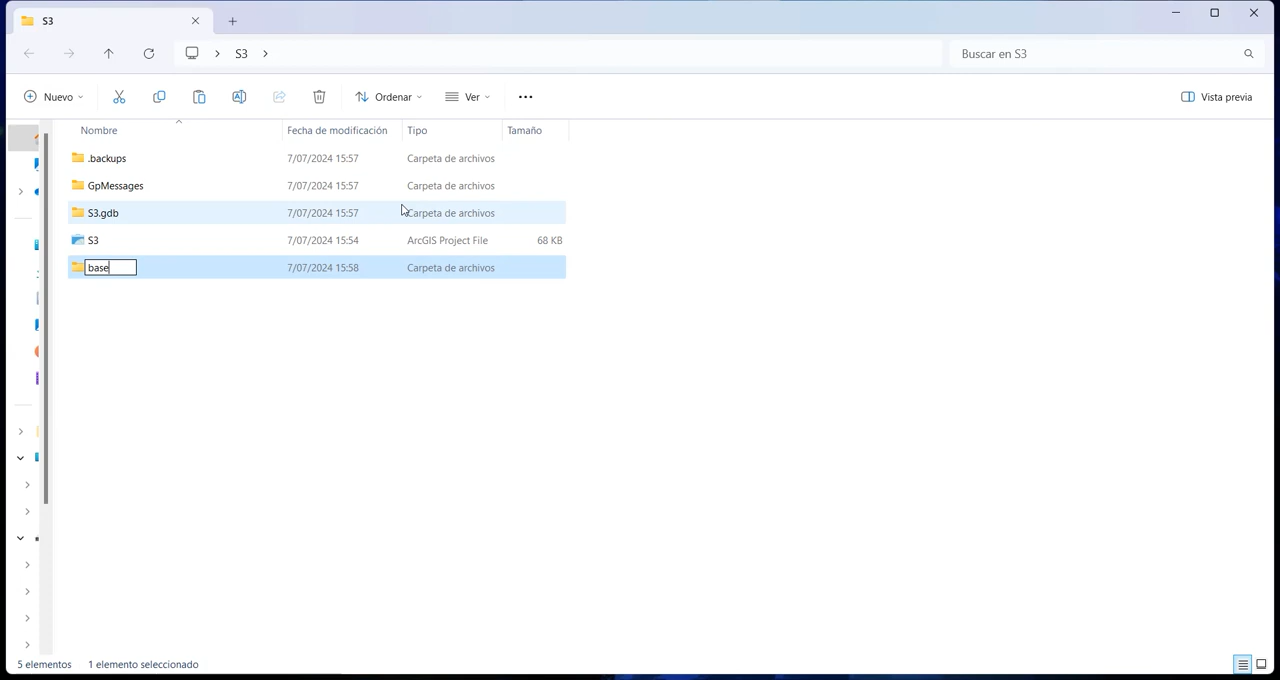 S3
S3
Buscar en S3
Nuevo
Ordenar
Ver
Vista previa
Nombre Fecha de modificación Tipo Tamaño
.backups 7/07/2024 15:57 Carpeta de archivos
GpMessages 7/07/2024 15:57 Carpeta de archivos
S3.gdb 7/07/2024 15:57 Carpeta de archivos
S3 7/07/2024 15:54 ArcGIS Project File 68 KB
base 7/07/2024 15:58 Carpeta de archivos
5 elementos 1 elemento seleccionado